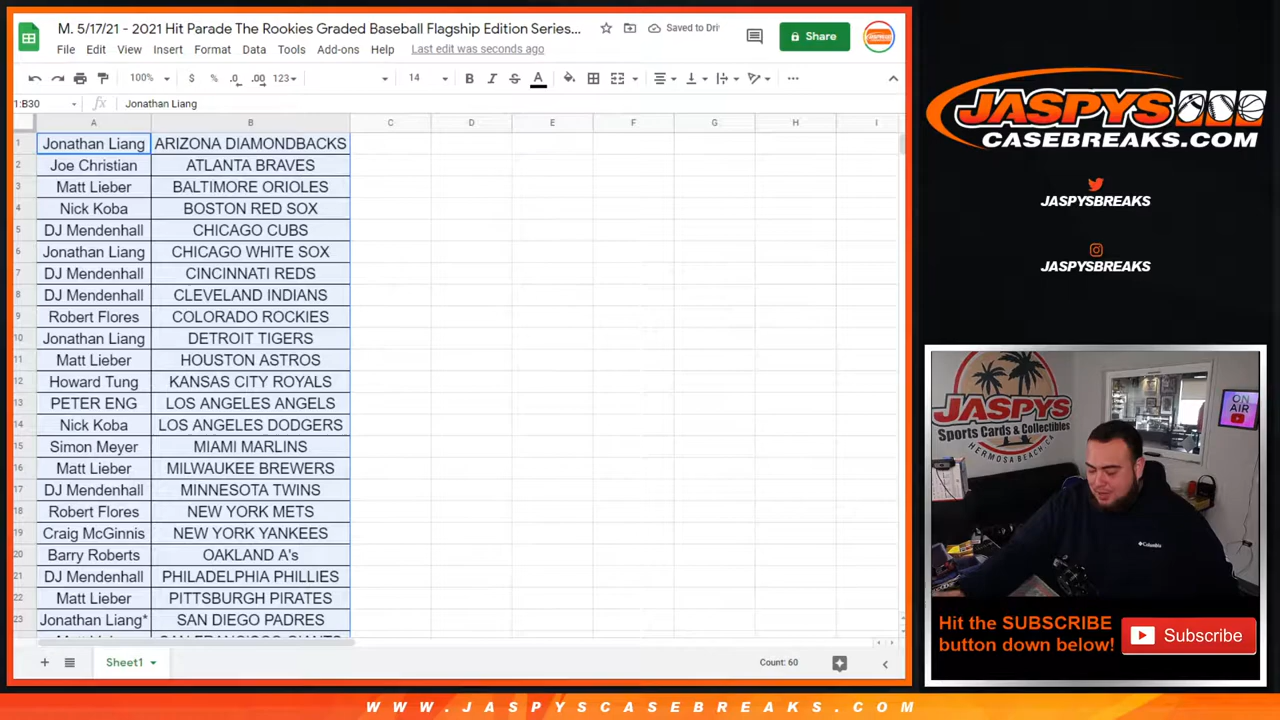 M. 5/17/21 - 2021 Hit Parade The Rookies Graded Baseball Flagship Edition Series...
Saved to Dri
Share
File Edit View Insert Format Data Tools Add-ons Help Last edit was seconds ago
100% $ % .0 .00 123 14 B I S A
1:B30 fx Jonathan Liang
A B C D E F G H I
1 Jonathan Liang ARIZONA DIAMONDBACKS
2 Joe Christian ATLANTA BRAVES
3 Matt Lieber BALTIMORE ORIOLES
4 Nick Koba BOSTON RED SOX
5 DJ Mendenhall CHICAGO CUBS
6 Jonathan Liang CHICAGO WHITE SOX
7 DJ Mendenhall CINCINNATI REDS
8 DJ Mendenhall CLEVELAND INDIANS
9 Robert Flores COLORADO ROCKIES
10 Jonathan Liang DETROIT TIGERS
11 Matt Lieber HOUSTON ASTROS
12 Howard Tung KANSAS CITY ROYALS
13 PETER ENG LOS ANGELES ANGELS
14 Nick Koba LOS ANGELES DODGERS
15 Simon Meyer MIAMI MARLINS
16 Matt Lieber MILWAUKEE BREWERS
17 DJ Mendenhall MINNESOTA TWINS
18 Robert Flores NEW YORK METS
19 Craig McGinnis NEW YORK YANKEES
20 Barry Roberts OAKLAND A's
21 DJ Mendenhall PHILADELPHIA PHILLIES
22 Matt Lieber PITTSBURGH PIRATES
23 Jonathan Liang* SAN DIEGO PADRES
Matt Lieber SAN FRANCISCO GIANTS
Sheet1
Count: 60
JASPYS
CASEBREAKS.COM
JASPYSBREAKS
JASPYSBREAKS
JASPYS
Sports Cards & Collectibles
HERMOSA BEACH CA
ON AIR
Columbia
Hit the SUBSCRIBE
button down below!
Subscribe
WWW.JASPYSCASEBREAKS.COM